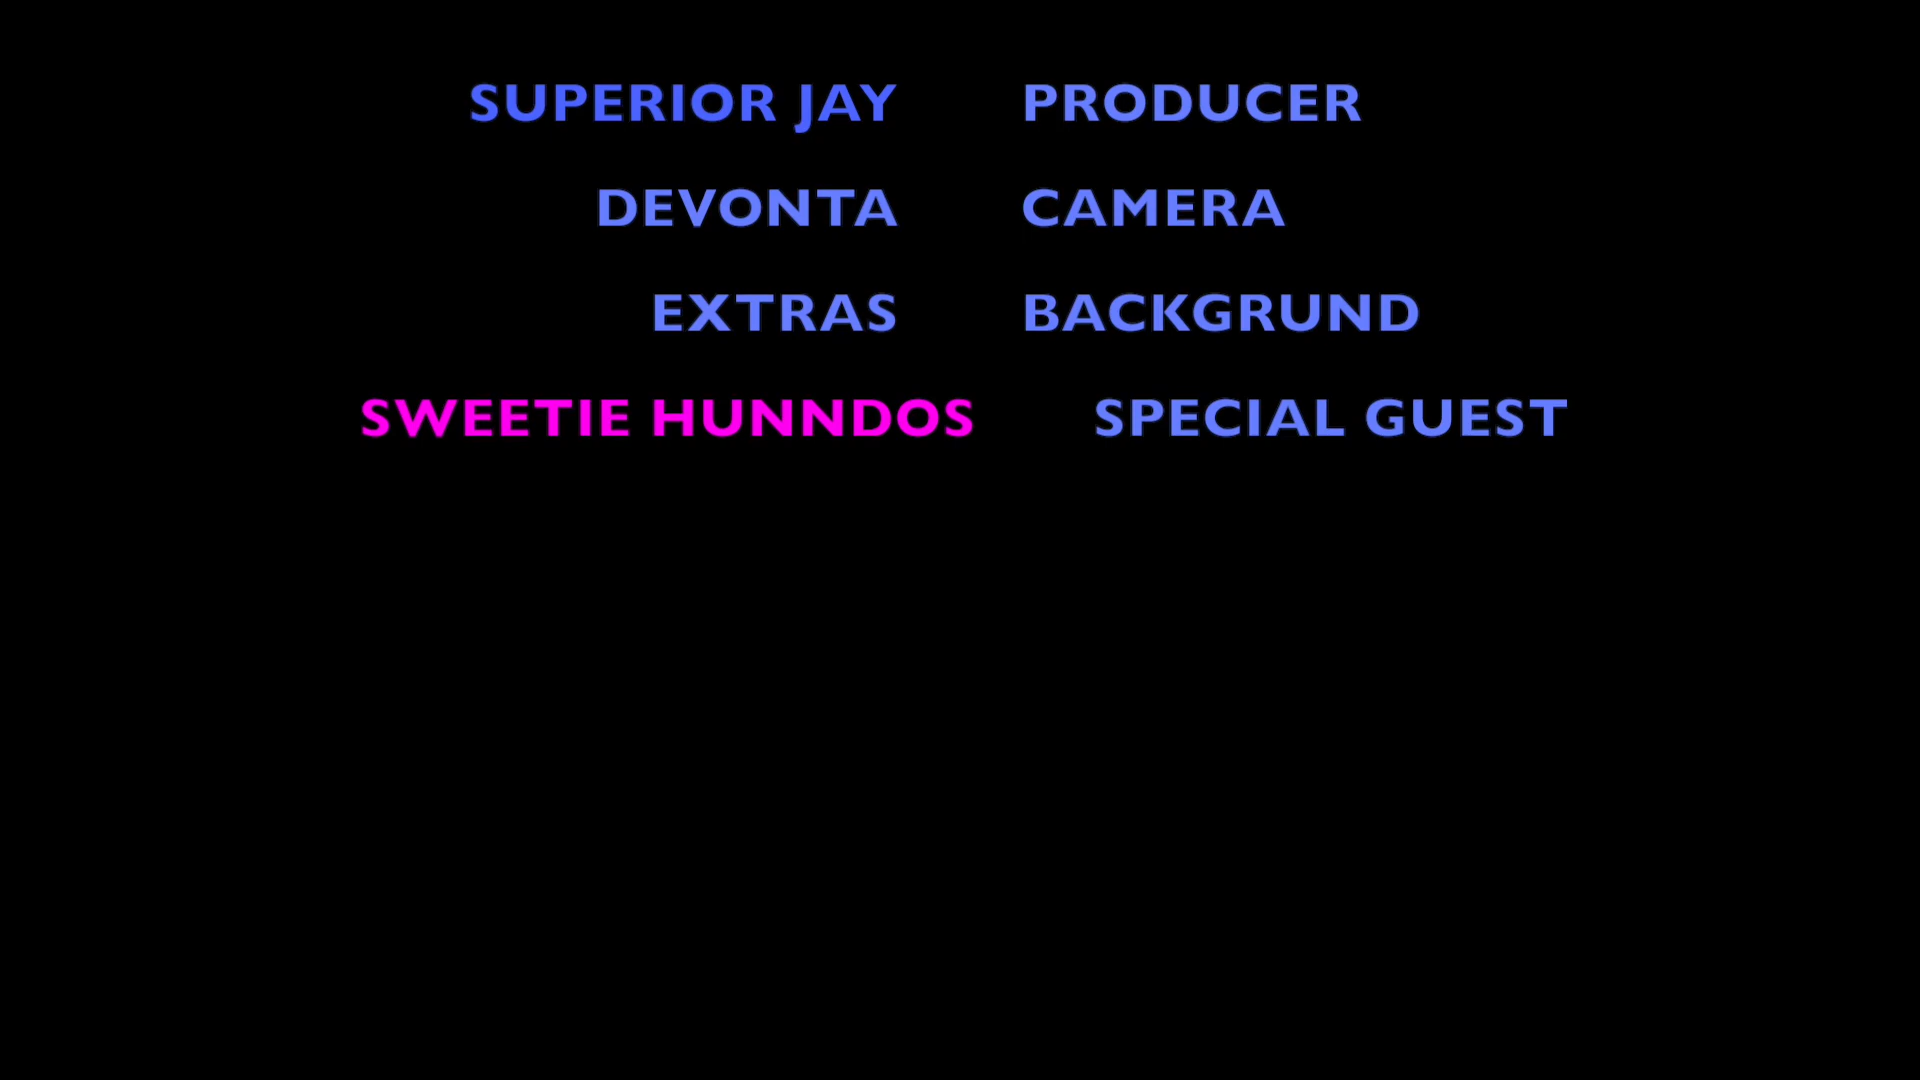 SUPERIOR JAY PRODUCER
DEVONTA CAMERA
EXTRAS BACKGRUND
SWEETIE HUNNDOS SPECIAL GUEST